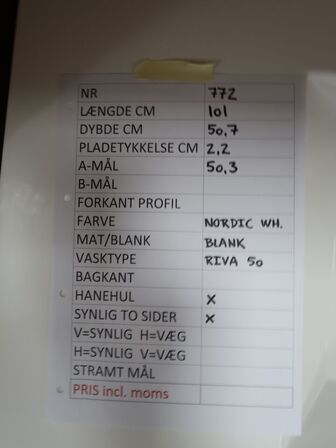 NR 772
LÆNGDE CM 101
DYBDE CM 50,7
PLADETYKKELSE CM 2,2
A-MÅL 50,3
B-MÅL
FORKANT PROFIL
FARVE NORDIC WH.
MAT/BLANK BLANK
VASKTYPE RIVA 50
BAGKANT
HANEHUL X
SYNLIG TO SIDER X
V=SYNLIG H=VÆG
H=SYNLIG V=VÆG
STRAMT MÅL
PRIS incl. moms